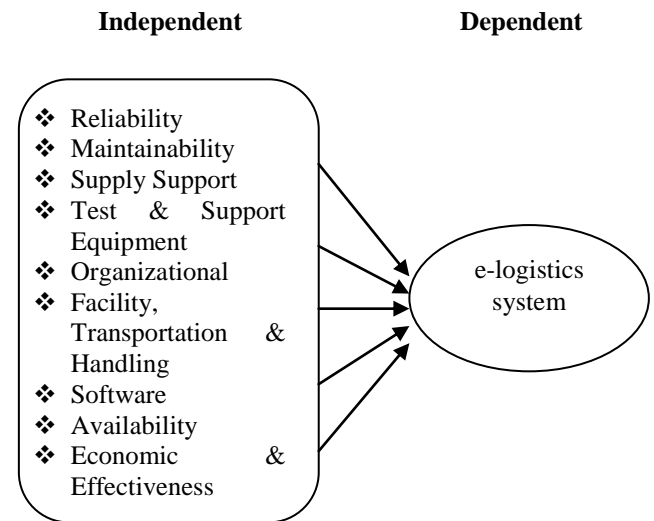 Independent Dependent
❖ Reliability
❖ Maintainability
❖ Supply Support
❖ Test & Support
Equipment
❖ Organizational
❖ Facility,
Transportation &
Handling
❖ Software
❖ Availability
❖ Economic &
Effectiveness
e-logistics
system